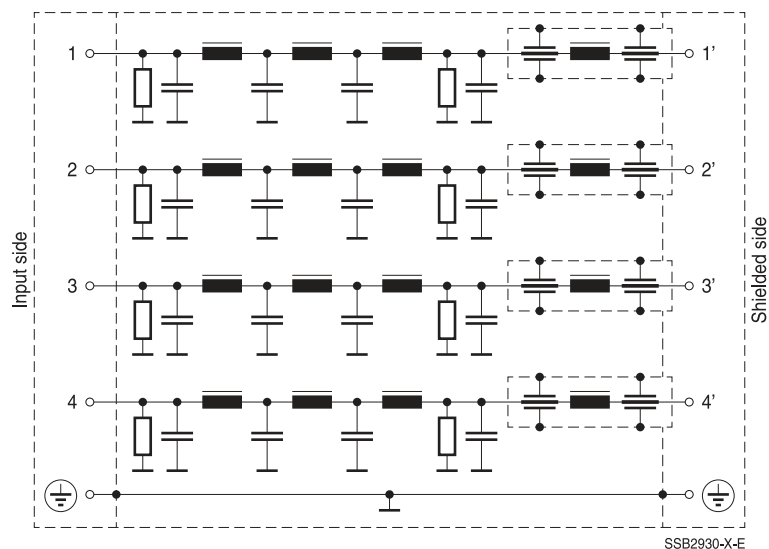 1 1’
2 2’
Input side
3 3’
Shielded side
4 4’
SSB2930-X-E